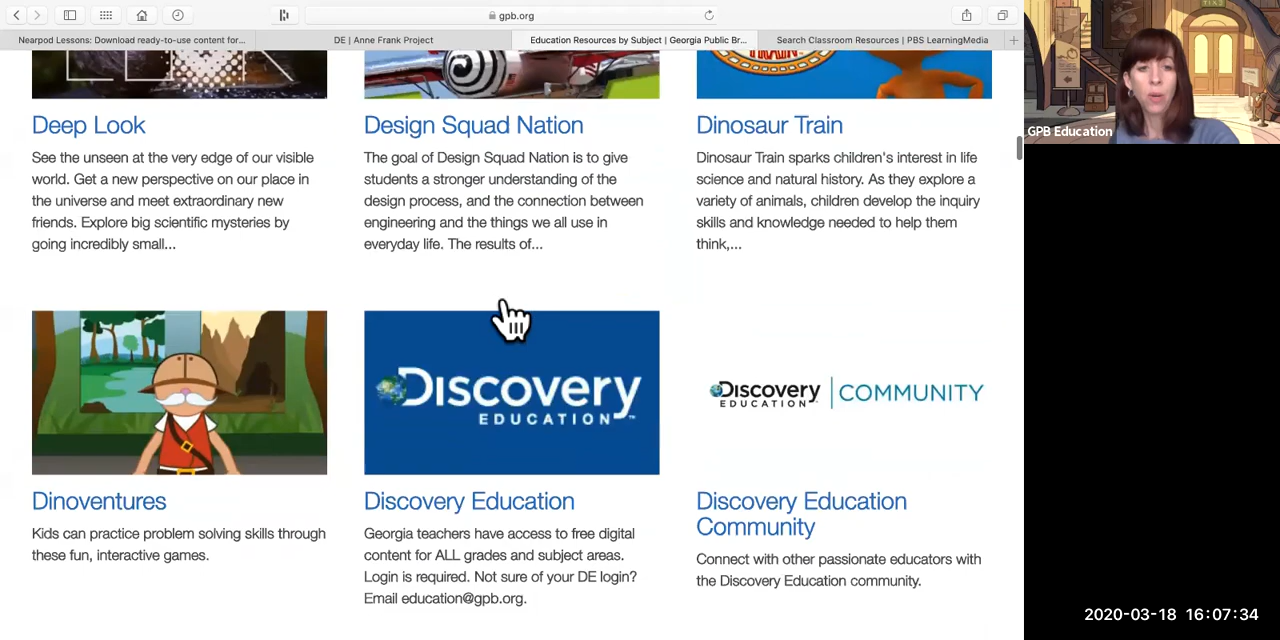 gpb.org
Nearpod Lessons: Download ready-to-use content for...
DE | Anne Frank Project
Education Resources by Subject | Georgia Public Br...
Search Classroom Resources | PBS LearningMedia
GPB Education
Deep Look
See the unseen at the very edge of our visible
world. Get a new perspective on our place in
the universe and meet extraordinary new
friends. Explore big scientific mysteries by
going incredibly small...
Design Squad Nation
The goal of Design Squad Nation is to give
students a stronger understanding of the
design process, and the connection between
engineering and the things we all use in
everyday life. The results of...
Dinosaur Train
Dinosaur Train sparks children's interest in life
science and natural history. As they explore a
variety of animals, children develop the inquiry
skills and knowledge needed to help them
think,...
Discovery
EDUCATION™
Discovery
EDUCATION
COMMUNITY
Dinoventures
Kids can practice problem solving skills through
these fun, interactive games.
Discovery Education
Georgia teachers have access to free digital
content for ALL grades and subject areas.
Login is required. Not sure of your DE login?
Email education@gpb.org.
Discovery Education
Community
Connect with other passionate educators with
the Discovery Education community.
2020-03-18 16:07:34